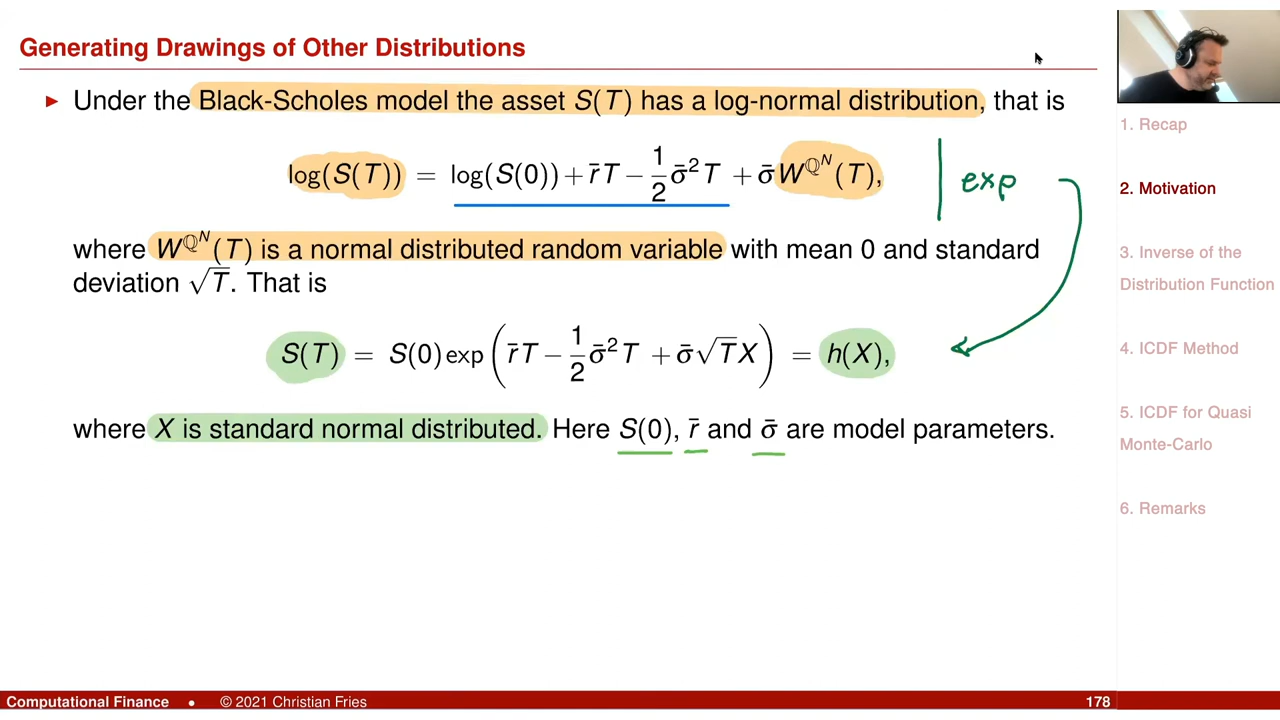 Generating Drawings of Other Distributions
▶ Under the Black-Scholes model the asset S(T) has a log-normal distribution, that is
log(S(T)) = log(S(0)) + r̄T − 1/2 σ̄²T + σ̄W^{ℚ^N}(T),
exp
where W^{ℚ^N}(T) is a normal distributed random variable with mean 0 and standard
deviation √T. That is
S(T) = S(0) exp(r̄T − 1/2 σ̄²T + σ̄√T X) = h(X),
where X is standard normal distributed. Here S(0), r̄ and σ̄ are model parameters.
1. Recap
2. Motivation
3. Inverse of the
Distribution Function
4. ICDF Method
5. ICDF for Quasi
Monte-Carlo
6. Remarks
Computational Finance • © 2021 Christian Fries 178